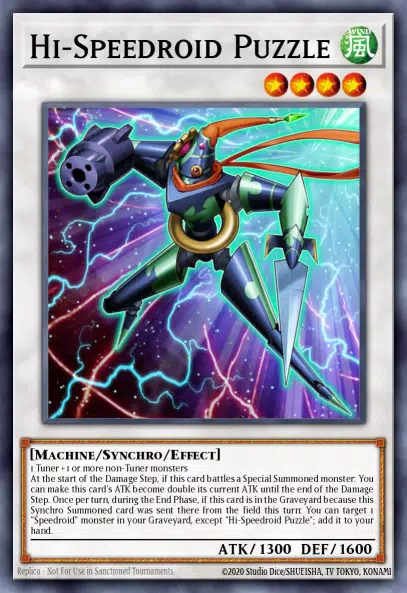 Hi-Speedroid Puzzle
WIND
風
[Machine/Synchro/Effect]
1 Tuner + 1 or more non-Tuner monsters
At the start of the Damage Step, if this card battles a Special Summoned monster: You
can make this card's ATK become double its current ATK until the end of the Damage
Step. Once per turn, during the End Phase, if this card is in the Graveyard because this
Synchro Summoned card was sent there from the field this turn: You can target 1
"Speedroid" monster in your Graveyard, except "Hi-Speedroid Puzzle"; add it to your
hand.
ATK/1300 DEF/1600
Replica - Not For Use in Sanctioned Tournaments
©2020 Studio Dice/SHUEISHA, TV TOKYO, KONAMI